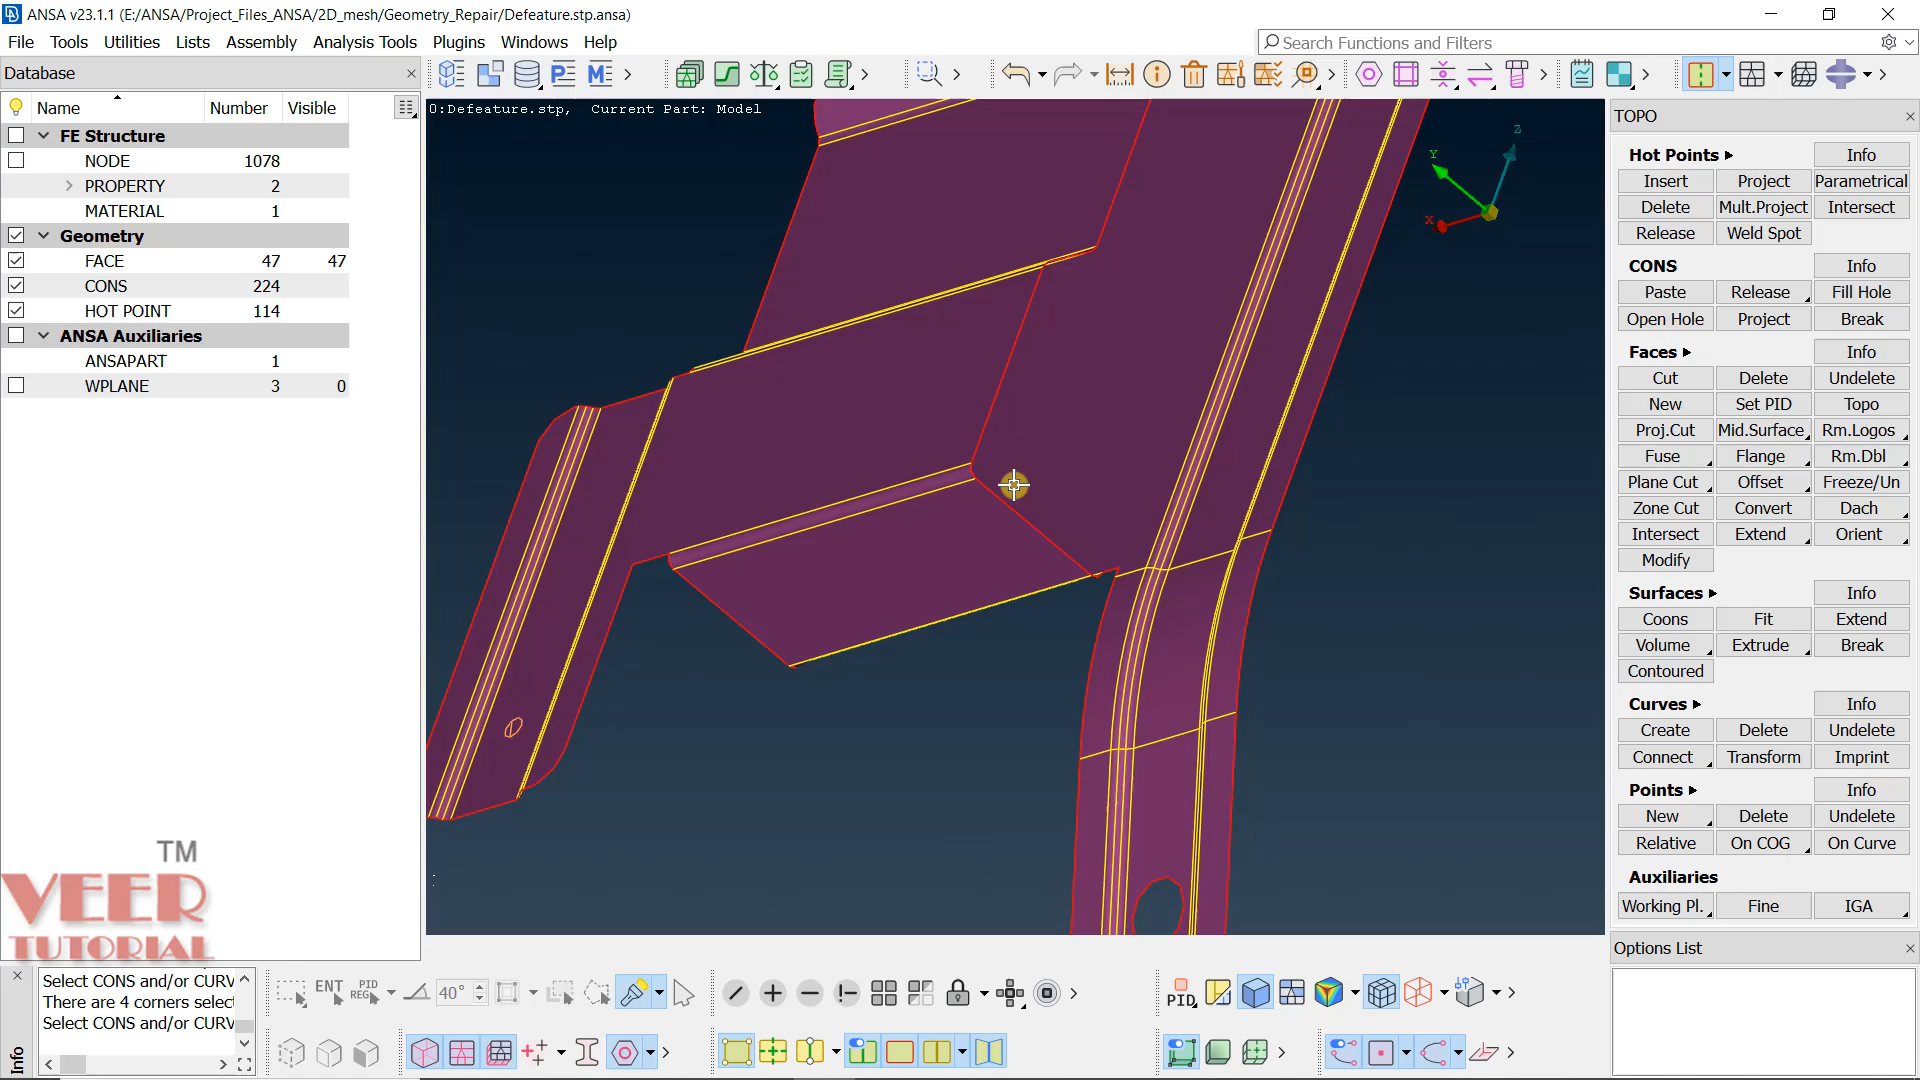 ANSA v23.1.1 (E:/ANSA/Project_Files_ANSA/2D_mesh/Geometry_Repair/Defeature.stp.ansa)
File Tools Utilities Lists Assembly Analysis Tools Plugins Windows Help
Search Functions and Filters
Database
Name Number Visible
FE Structure
NODE 1078
PROPERTY 2
MATERIAL 1
Geometry
FACE 47 47
CONS 224
HOT POINT 114
ANSA Auxiliaries
ANSAPART 1
WPLANE 3 0
0:Defeature.stp, Current Part: Model
Z
Y
X
TOPO
Hot Points Info
Insert Project Parametrical
Delete Mult.Project Intersect
Release Weld Spot
CONS Info
Paste Release Fill Hole
Open Hole Project Break
Faces Info
Cut Delete Undelete
New Set PID Topo
Proj.Cut Mid.Surface Rm.Logos
Fuse Flange Rm.Dbl
Plane Cut Offset Freeze/Un
Zone Cut Convert Dach
Intersect Extend Orient
Modify
Surfaces Info
Coons Fit Extend
Volume Extrude Break
Contoured
Curves Info
Create Delete Undelete
Connect Transform Imprint
Points Info
New Delete Undelete
Relative On COG On Curve
Auxiliaries
Working Pl. Fine IGA
Options List
TM
VEER
TUTORIAL
Info
Select CONS and/or CURV
There are 4 corners select
Select CONS and/or CURV
ENT
PID
REG
40°
PID